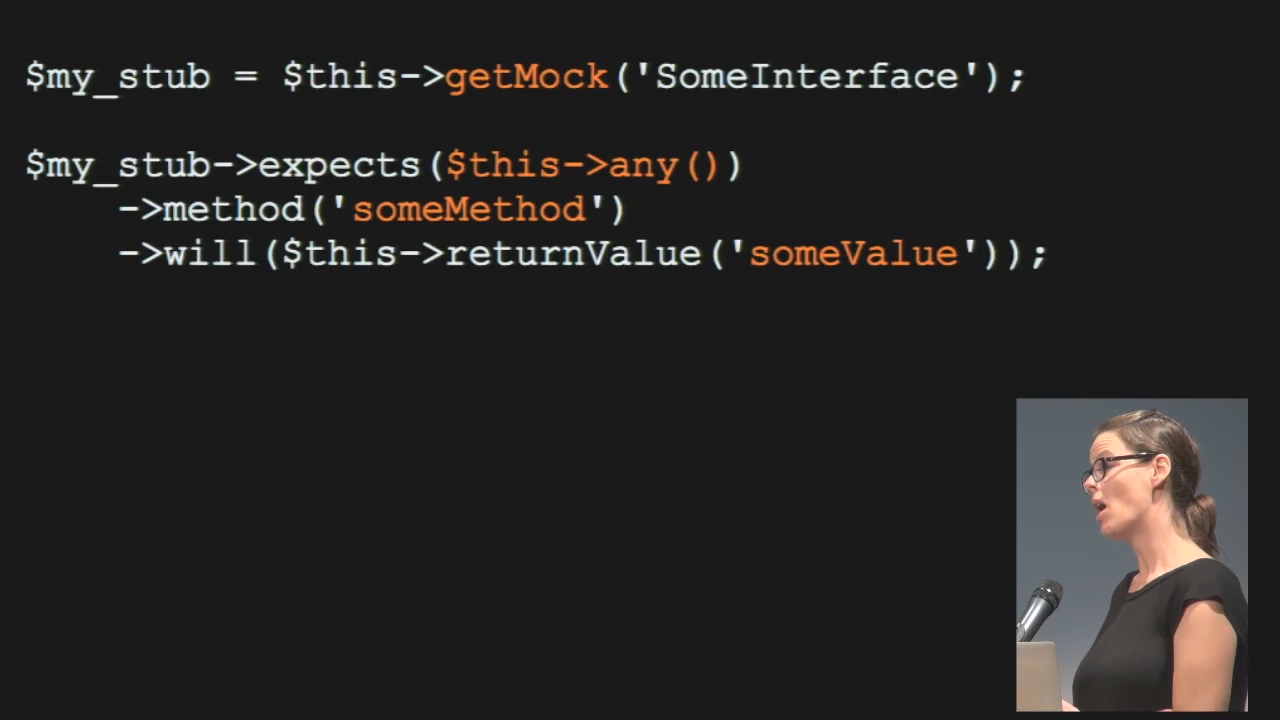 $my_stub = $this->getMock('SomeInterface');
$my_stub->expects($this->any())
->method('someMethod')
->will($this->returnValue('someValue'));